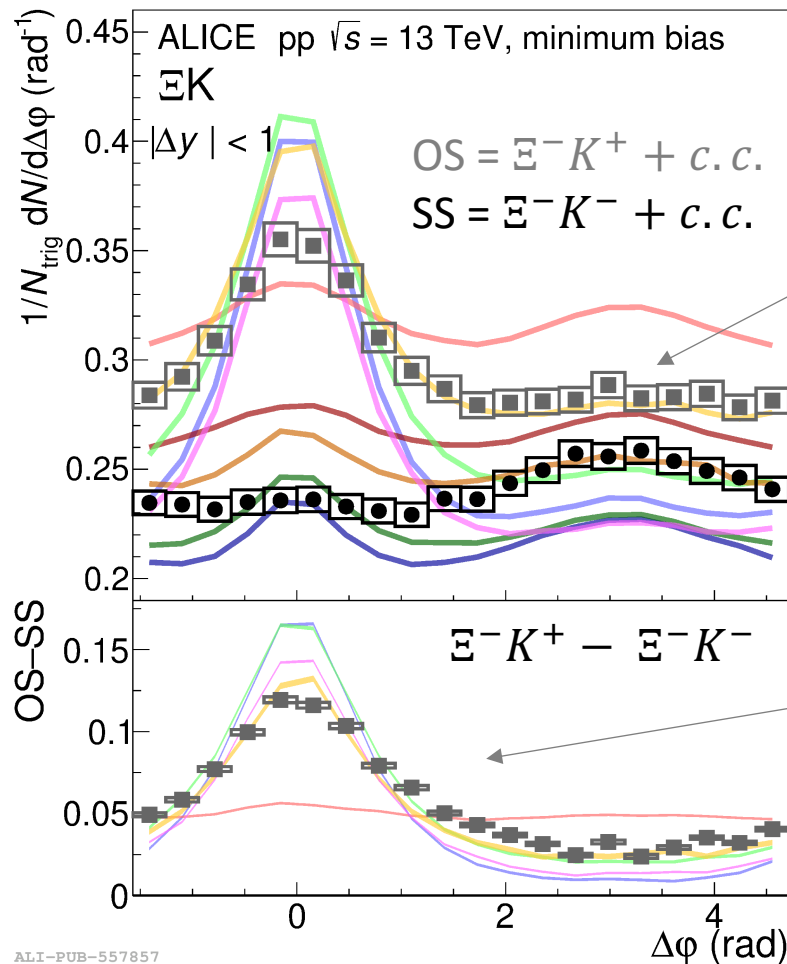 ALICE pp √s = 13 TeV, minimum bias
ΞK
|Δy| < 1
OS = Ξ⁻K⁺ + c.c.
SS = Ξ⁻K⁻ + c.c.
1/N_trig dN/dΔφ (rad⁻¹)
0.45
0.4
0.35
0.3
0.25
0.2
Ξ⁻K⁺ − Ξ⁻K⁻
OS–SS
0.15
0.1
0.05
0
0 2 4
Δφ (rad)
ALI-PUB-557857